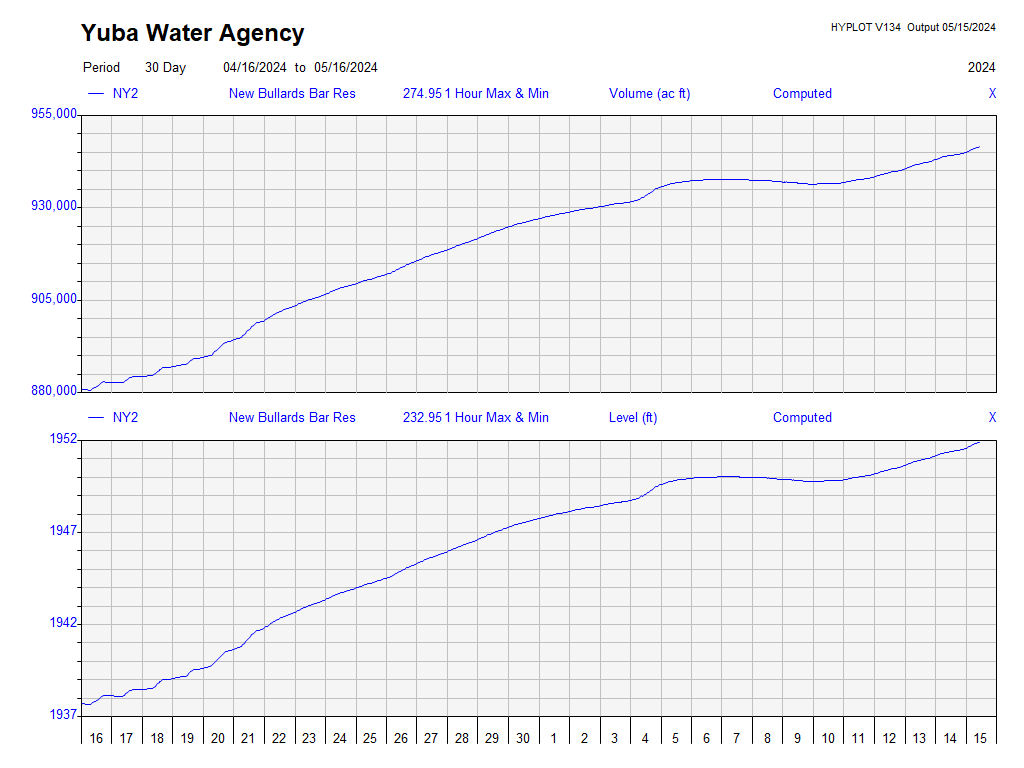 Yuba Water Agency
HYPLOT V134 Output 05/15/2024
Period 30 Day 04/16/2024 to 05/16/2024 2024
NY2 New Bullards Bar Res 274.95 1 Hour Max & Min Volume (ac ft) Computed X
955,000
930,000
905,000
880,000
NY2 New Bullards Bar Res 232.95 1 Hour Max & Min Level (ft) Computed X
1952
1947
1942
1937
16 17 18 19 20 21 22 23 24 25 26 27 28 29 30 1 2 3 4 5 6 7 8 9 10 11 12 13 14 15